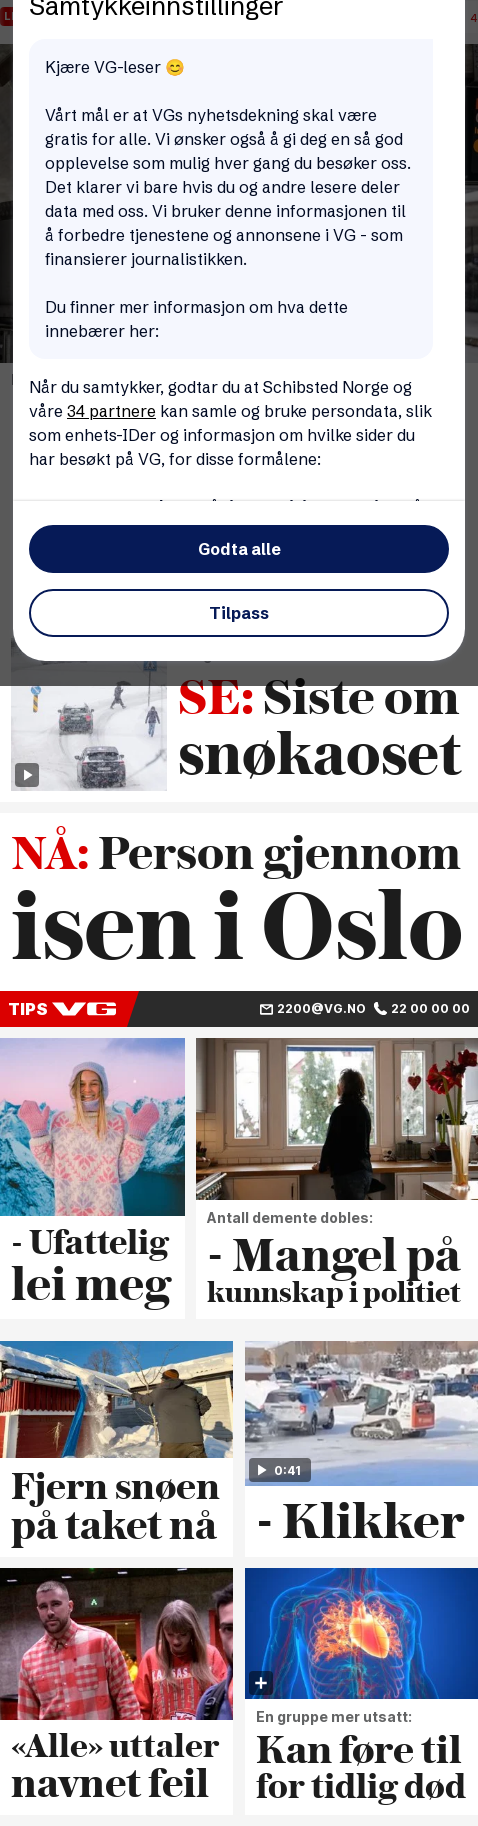 Samtykkeinnstillinger
Kjære VG-leser 😊
Vårt mål er at VGs nyhetsdekning skal være
gratis for alle. Vi ønsker også å gi deg en så god
opplevelse som mulig hver gang du besøker oss.
Det klarer vi bare hvis du og andre lesere deler
data med oss. Vi bruker denne informasjonen til
å forbedre tjenestene og annonsene i VG - som
finansierer journalistikken.
Du finner mer informasjon om hva dette
innebærer her:
Når du samtykker, godtar du at Schibsted Norge og
våre 34 partnere kan samle og bruke persondata, slik
som enhets-IDer og informasjon om hvilke sider du
har besøkt på VG, for disse formålene:
Godta alle
Tilpass
SE: Siste om
snøkaoset
NÅ: Person gjennom
isen i Oslo
TIPS VG 2200@VG.NO 22 00 00 00
- Ufattelig
lei meg
Antall demente dobles:
- Mangel på
kunnskap i politiet
Fjern snøen
på taket nå
0:41
- Klikker
KANSAS
«Alle» uttaler
navnet feil
En gruppe mer utsatt:
Kan føre til
for tidlig død